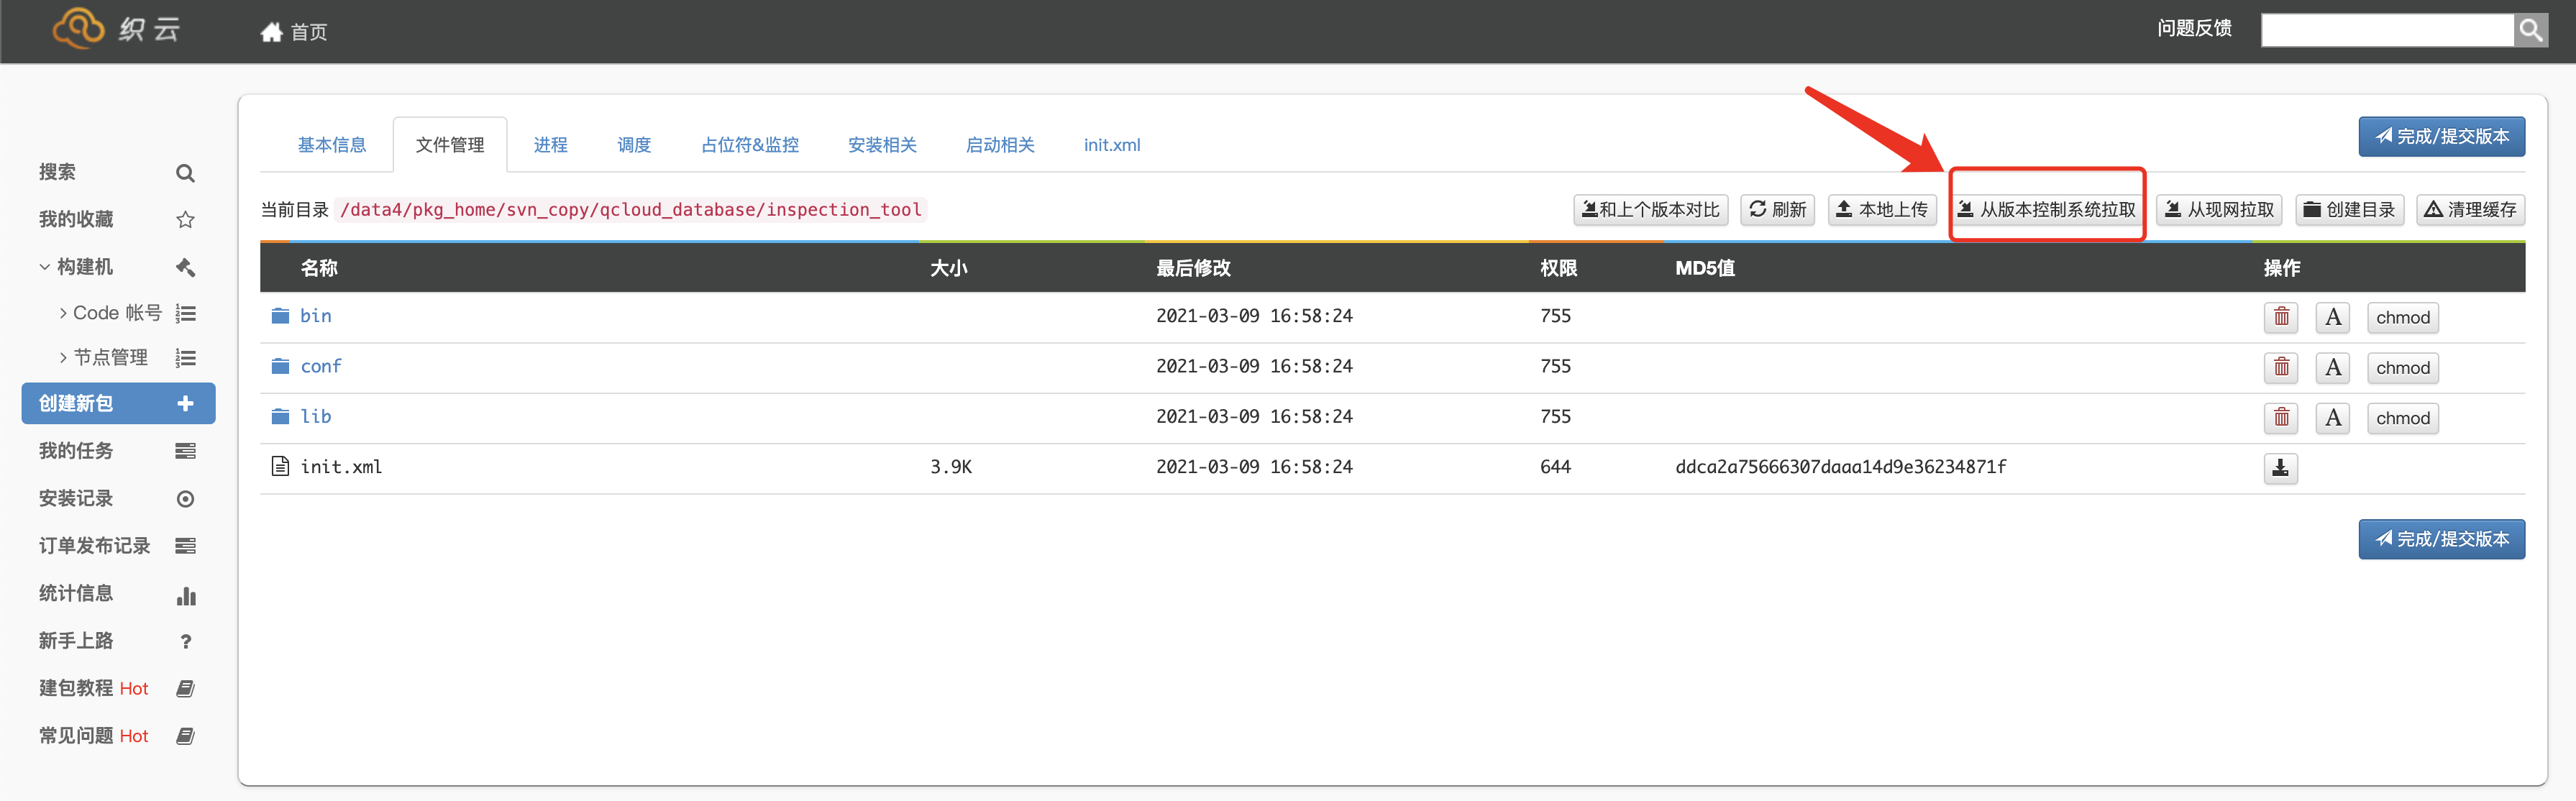 织云
首页
问题反馈
搜索
我的收藏
构建机
Code 帐号
节点管理
创建新包
我的任务
安装记录
订单发布记录
统计信息
新手上路
建包教程 Hot
常见问题 Hot
基本信息 文件管理 进程 调度 占位符&监控 安装相关 启动相关 init.xml
完成/提交版本
当前目录 /data4/pkg_home/svn_copy/qcloud_database/inspection_tool
和上个版本对比 刷新 本地上传 从版本控制系统拉取 从现网拉取 创建目录 清理缓存
名称 大小 最后修改 权限 MD5值 操作
bin 2021-03-09 16:58:24 755 A chmod
conf 2021-03-09 16:58:24 755 A chmod
lib 2021-03-09 16:58:24 755 A chmod
init.xml 3.9K 2021-03-09 16:58:24 644 ddca2a75666307daaa14d9e36234871f
完成/提交版本